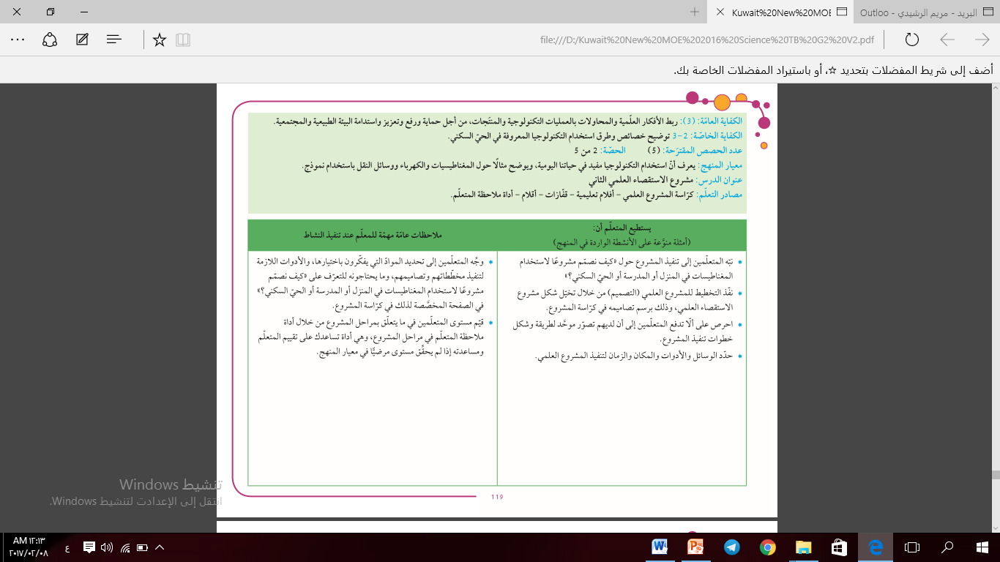 البريد - مريم الرشيدي - Outloo
Kuwait%20New%20MOE
file:///D:/Kuwait%20New%20MOE%202016%20Science%20TB%20G2%20V2.pdf
أضف إلى شريط المفضلات بتحديد ☆، أو باستيراد المفضلات الخاصة بك.
الكفاية العامّة: (3): ربط الأفكار العلّمية والمحاولات بالعمليات التكنولوجية والمنتَجات، من أجل حماية ورفع وتعزيز واستدامة البيئة الطبيعية والمجتمعية.
الكفاية الخاصّة: 2-3 توضيح خصائص وطرق استخدام التكنولوجيا المعروفة في الحيّ السكني.
عدد الحصص المقترَحة: (5) الحصّة: 2 من 5
معيار المنهج: يعرف أنّ استخدام التكنولوجيا مفيد في حياتنا اليومية، ويوضح مثالًا حول المغناطيسيات والكهرباء ووسائل النقل باستخدام نموذج.
عنوان الدرس: مشروع الاستقصاء العلمي الثاني
مصادر التعلّم: كرّاسة المشروع العلمي – أفلام تعليمية – قفّازات – أقلام – أداة ملاحظة المتعلّم.
يستطيع المتعلّم أن:
(أمثلة منوَّعة على الأنشطة الواردة في المنهج)
• نبّه المتعلّمين إلى تنفيذ المشروع حول «كيف نصمّم مشروعًا لاستخدام
المغناطيسات في المنزل أو المدرسة أو الحيّ السكني؟»
• نفّذ التخطيط للمشروع العلمي (التصميم) من خلال تخيّل شكل مشروع
الاستقصاء العلمي، وذلك برسم تصاميمه في كرّاسة المشروع.
• احرص على ألّا تدفع المتعلّمين إلى أن لديهم تصوّر موحَّد لطريقة وشكل
خطوات تنفيذ المشروع.
• حدّد الوسائل والأدوات والمكان والزمان لتنفيذ المشروع العلمي.
ملاحظات عامّة مهمّة للمعلّم عند تنفيذ النشاط
• وجِّه المتعلّمين إلى تحديد الموادّ التي يفكّرون باختيارها، والأدوات اللازمة
لتنفيذ مخطّطاتهم وتصاميمهم، وما يحتاجونه للتعرّف على «كيف نصمّم
مشروعًا لاستخدام المغناطيسات في المنزل أو المدرسة أو الحيّ السكني؟»
في الصفحة المخصَّصة لذلك في كرّاسة المشروع.
• قيّم مستوى المتعلّمين في ما يتعلّق بمراحل المشروع من خلال أداة
ملاحظة المتعلّم في مراحل المشروع، وهي أداة تساعدك على تقييم المتعلّم
ومساعدته إذا لم يحقِّق مستوى مرضيًّا في معيار المنهج.
119
تنشيط Windows
انتقل إلى الإعدادت لتنشيط Windows.
AM ١٢:١٣
ع
٢٠١٧/٠٢/٠٨